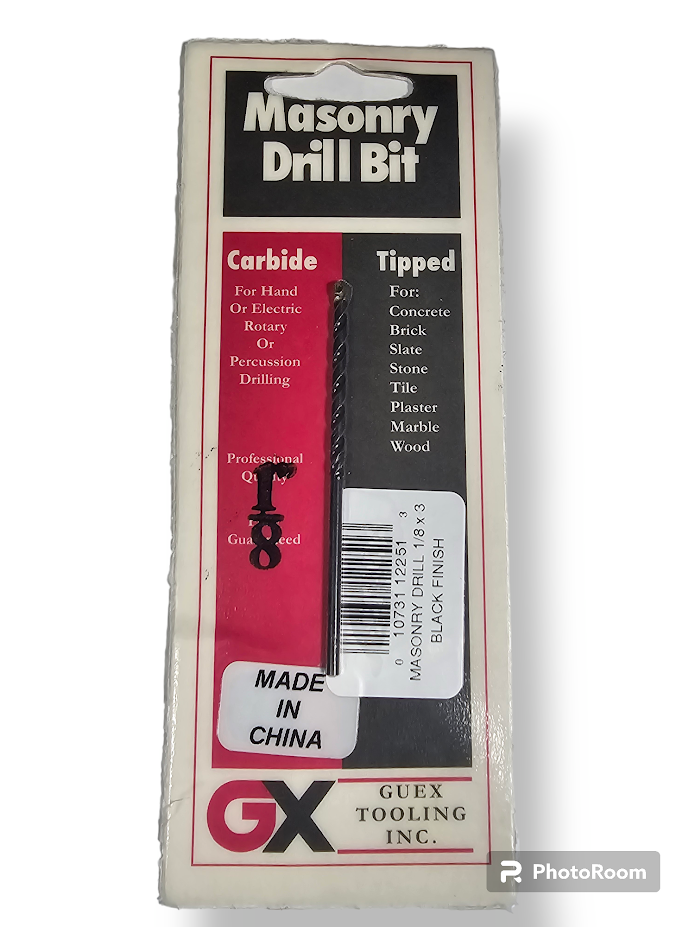 Masonry
Drill Bit
Carbide
For Hand
Or Electric
Rotary
Or
Percussion
Drilling
Professional
1"
8
Tipped
For:
Concrete
Brick
Slate
Stone
Tile
Plaster
Marble
Wood
0 10731 12251 3
MASONRY DRILL 1/8 x 3
BLACK FINISH
MADE
IN
CHINA
GX
GUEX
TOOLING
INC.
PhotoRoom